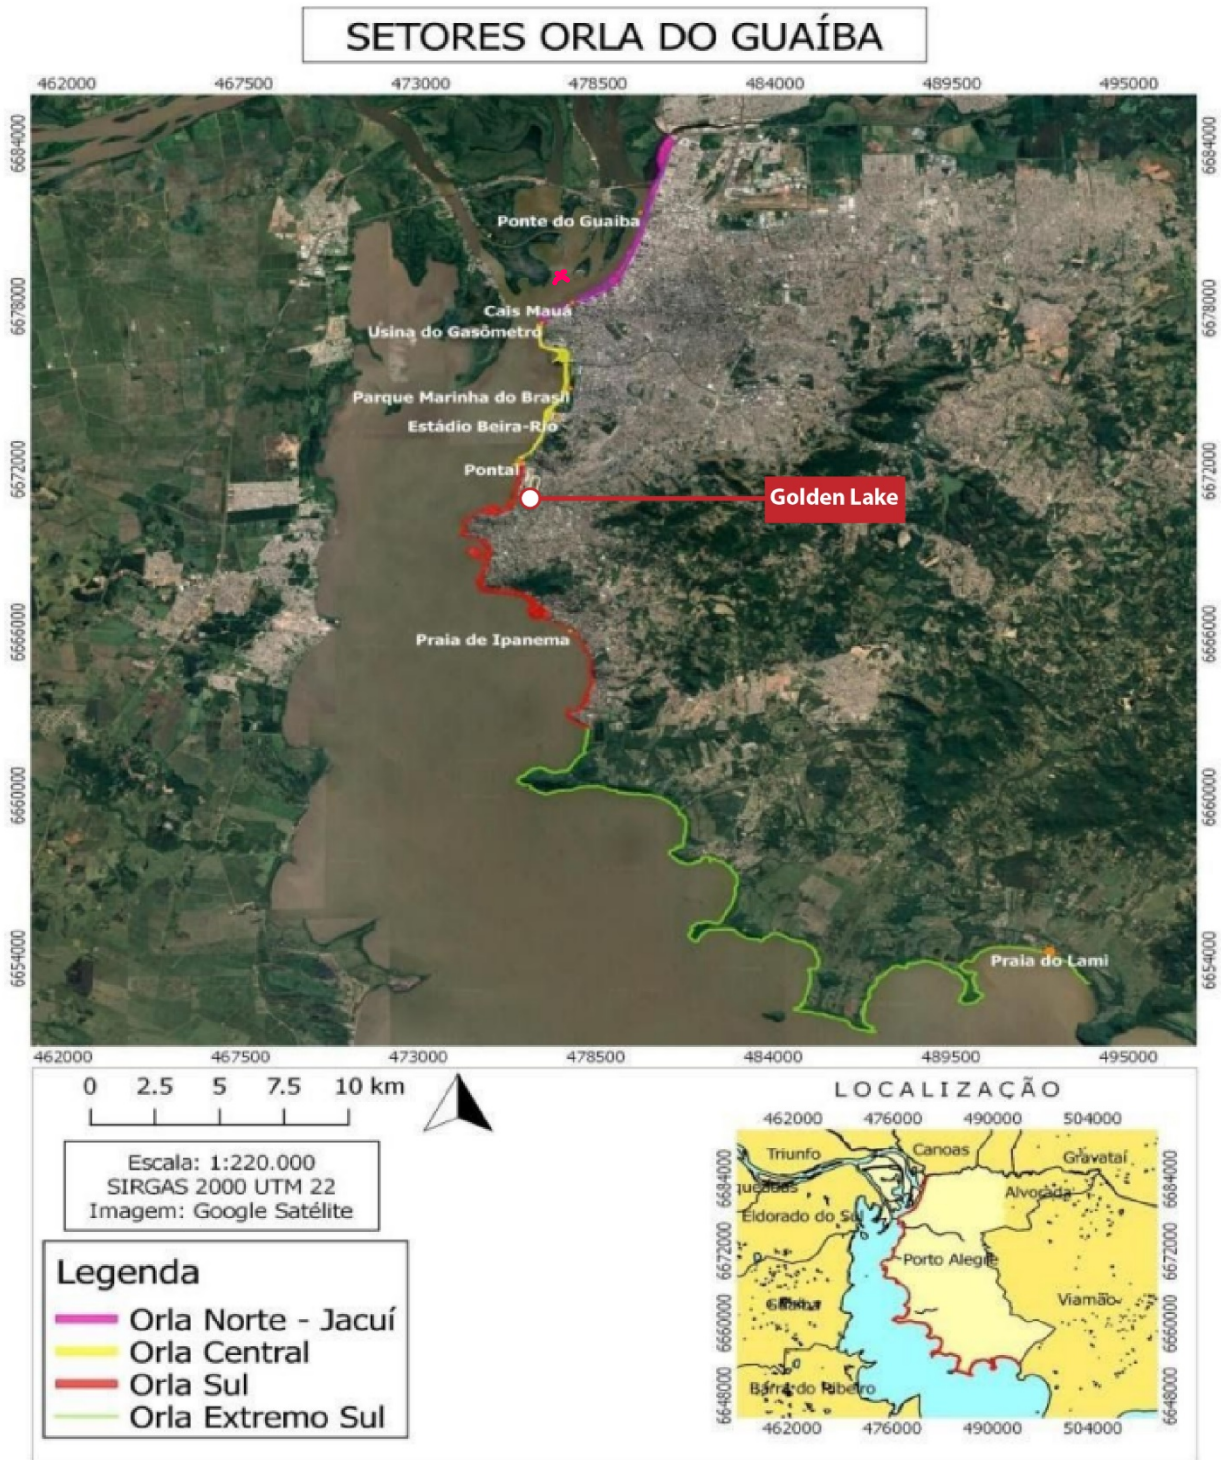 SETORES ORLA DO GUAÍBA
462000 467500 473000 478500 484000 489500 495000
6684000
6684000
Ponte do Guaíba
6678000
6678000
Cais Mauá
Usina do Gasômetro
Parque Marinha do Brasil
Estádio Beira-Rio
6672000
6672000
Pontal
Golden Lake
6666000
6666000
Praia de Ipanema
6660000
6660000
6654000
6654000
Praia do Lami
462000 467500 473000 478500 484000 489500 495000
0 2.5 5 7.5 10 km
Escala: 1:220.000
SIRGAS 2000 UTM 22
Imagem: Google Satélite
Legenda
Orla Norte - Jacuí
Orla Central
Orla Sul
Orla Extremo Sul
LOCALIZAÇÃO
462000 476000 490000 504000
6684000
6684000
Triunfo
Canoas
Gravataí
Alvorada
Eldorado do Sul
6672000
6672000
Porto Alegre
Viamão
6660000
6660000
Barra do Ribeiro
6648000
6648000
462000 476000 490000 504000